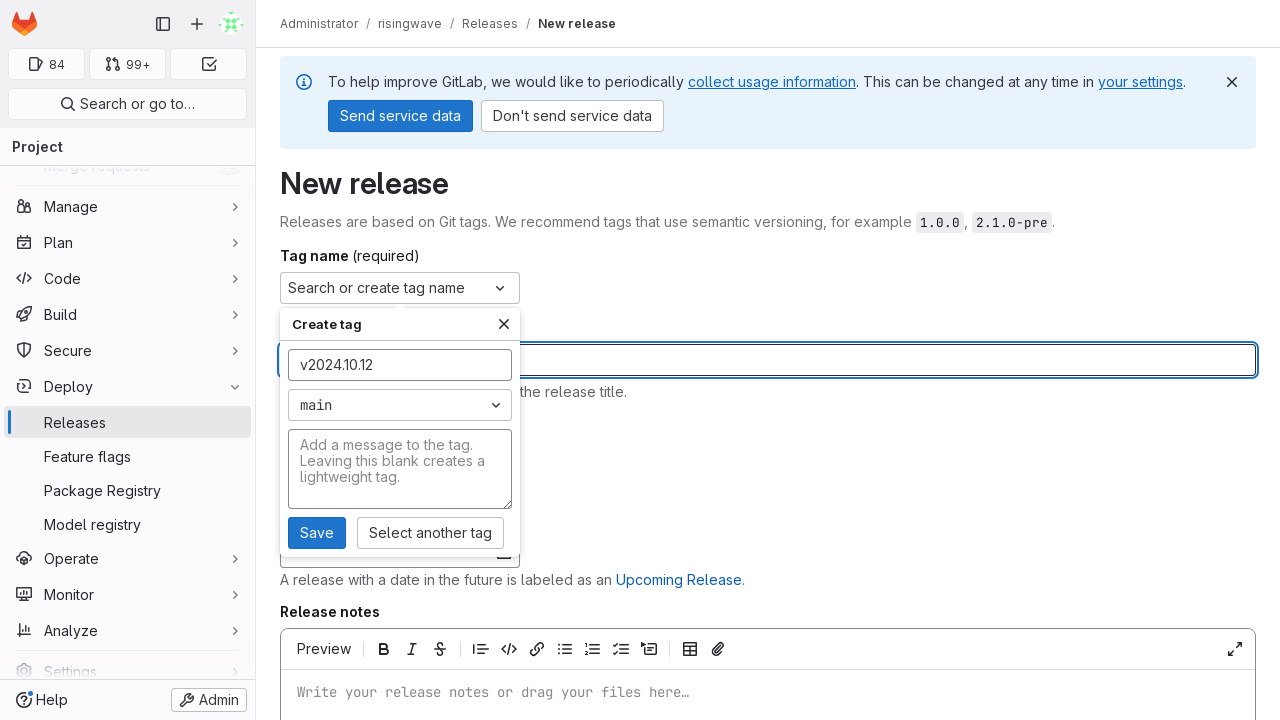 Administrator / risingwave / Releases / New release
84
99+
Search or go to…
To help improve GitLab, we would like to periodically collect usage information. This can be changed at any time in your settings.
Send service data
Don't send service data
Project
Merge requests
Manage
Plan
Code
Build
Secure
Deploy
Releases
Feature flags
Package Registry
Model registry
Operate
Monitor
Analyze
Settings
Help
Admin
New release
Releases are based on Git tags. We recommend tags that use semantic versioning, for example 1.0.0, 2.1.0-pre.
Tag name (required)
Search or create tag name
Create tag
v2024.10.12
the release title.
main
Add a message to the tag.
Leaving this blank creates a
lightweight tag.
Save
Select another tag
A release with a date in the future is labeled as an Upcoming Release.
Release notes
Preview
Write your release notes or drag your files here…